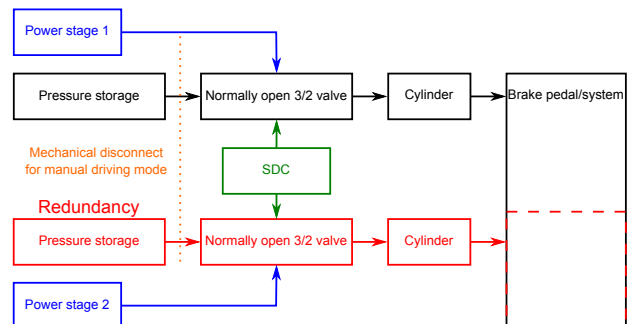 Power stage 1
Pressure storage
Normally open 3/2 valve
Cylinder
Brake pedal/system
Mechanical disconnect
for manual driving mode
SDC
Redundancy
Pressure storage
Normally open 3/2 valve
Cylinder
Power stage 2